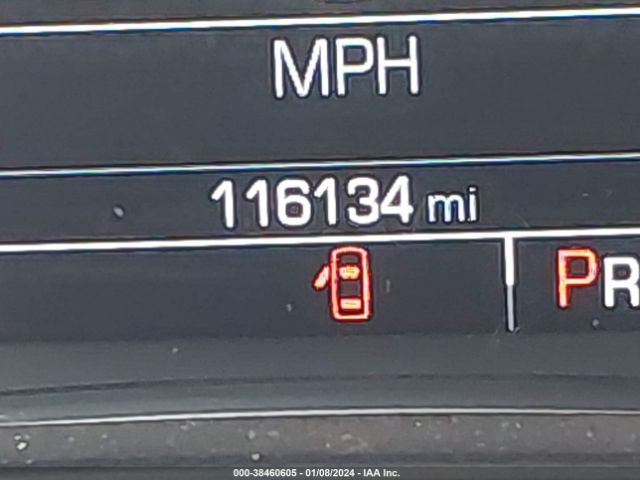 MPH
116134 mi
PR
000-38460605 - 01/08/2024 - IAA Inc.